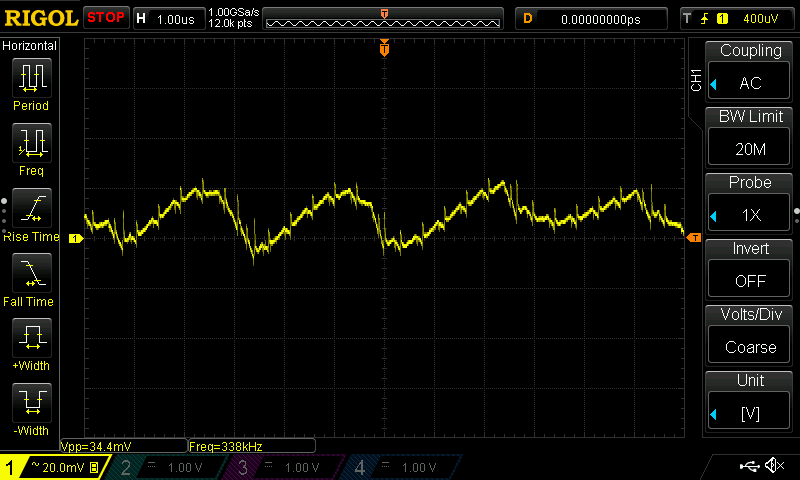 RIGOL STOP H 1.00us 1.00GSa/s 12.0k pts T D 0.00000000ps T 1 400uV
Horizontal
Period
Freq
Rise Time
Fall Time
+Width
-Width
T
1
T
CH1
Coupling
AC
BW Limit
20M
Probe
1X
Invert
OFF
Volts/Div
Coarse
Unit
[V]
Vpp=34.4mV Freq=338kHz
1 ~ 20.0mV B 2 1.00 V 3 1.00 V 4 1.00 V